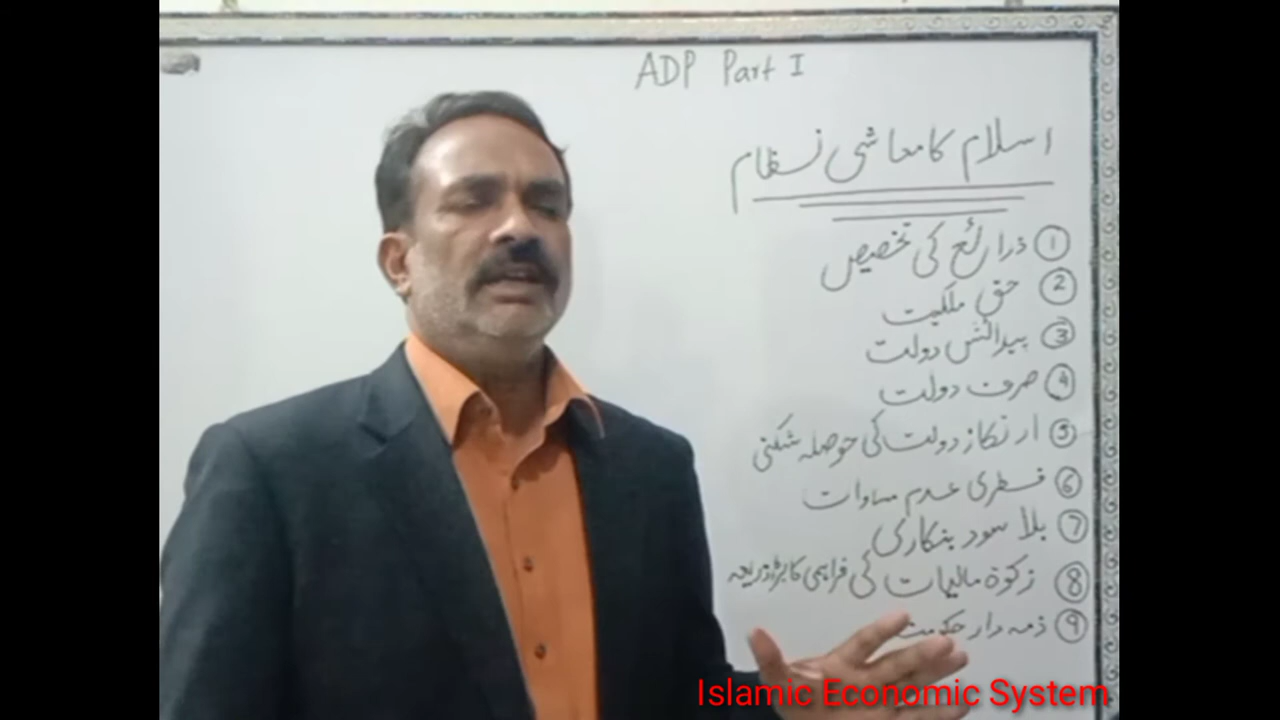 ADP Part I
اسلام کا معاشی نظام
① ذرائع کی تخصیص
② حق ملکیت
③ پیدائش دولت
④ صرف دولت
⑤ ارتکاز دولت کی حوصلہ شکنی
⑥ فطری عدم مساوات
⑦ بلا سود بنکاری
⑧ زکوٰة مالیات کی فراہمی کا بڑا ذریعہ
⑨ ذمہ دار حکومت
Islamic Economic System